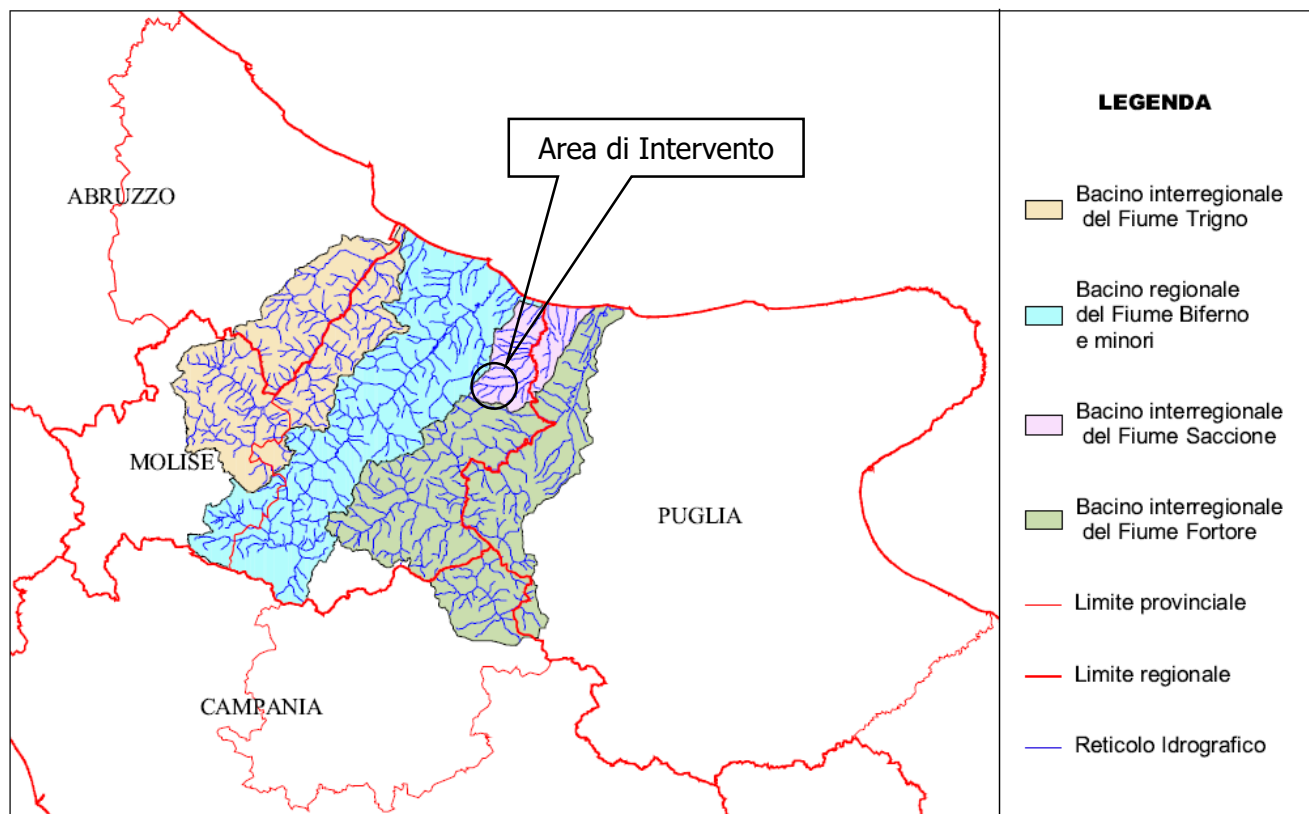 Area di Intervento
ABRUZZO
MOLISE
PUGLIA
CAMPANIA
LEGENDA
Bacino interregionale
del Fiume Trigno
Bacino regionale
del Fiume Biferno
e minori
Bacino interregionale
del Fiume Saccione
Bacino interregionale
del Fiume Fortore
Limite provinciale
Limite regionale
Reticolo Idrografico